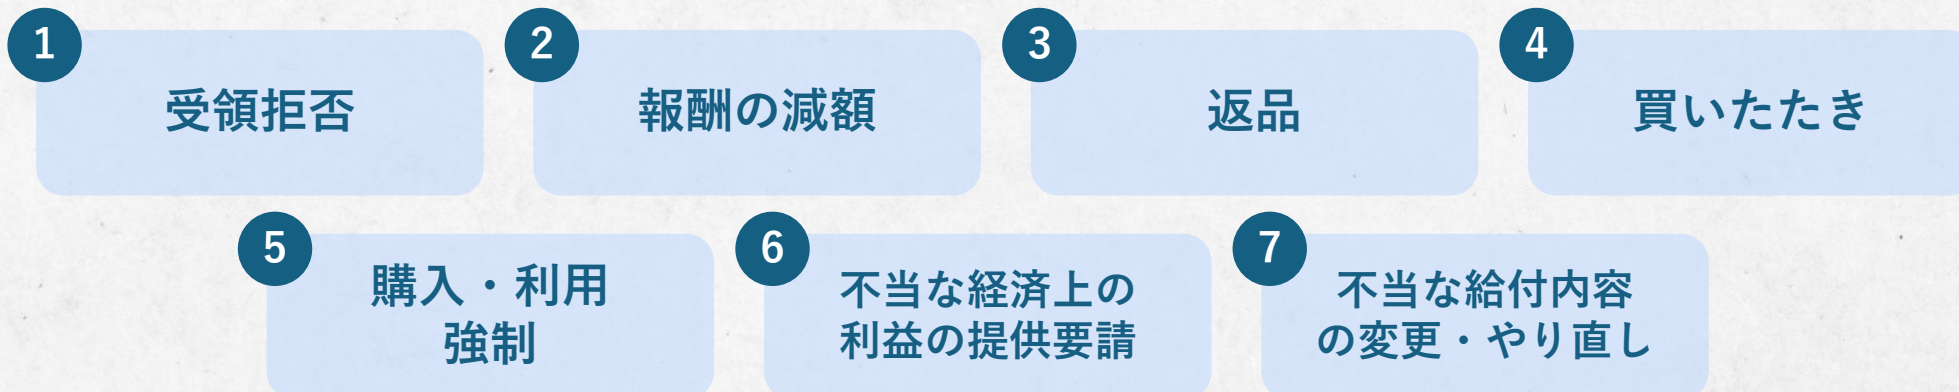 1
受領拒否
2
報酬の減額
3
返品
4
買いたたき
5
購入・利用
強制
6
不当な経済上の
利益の提供要請
7
不当な給付内容
の変更・やり直し